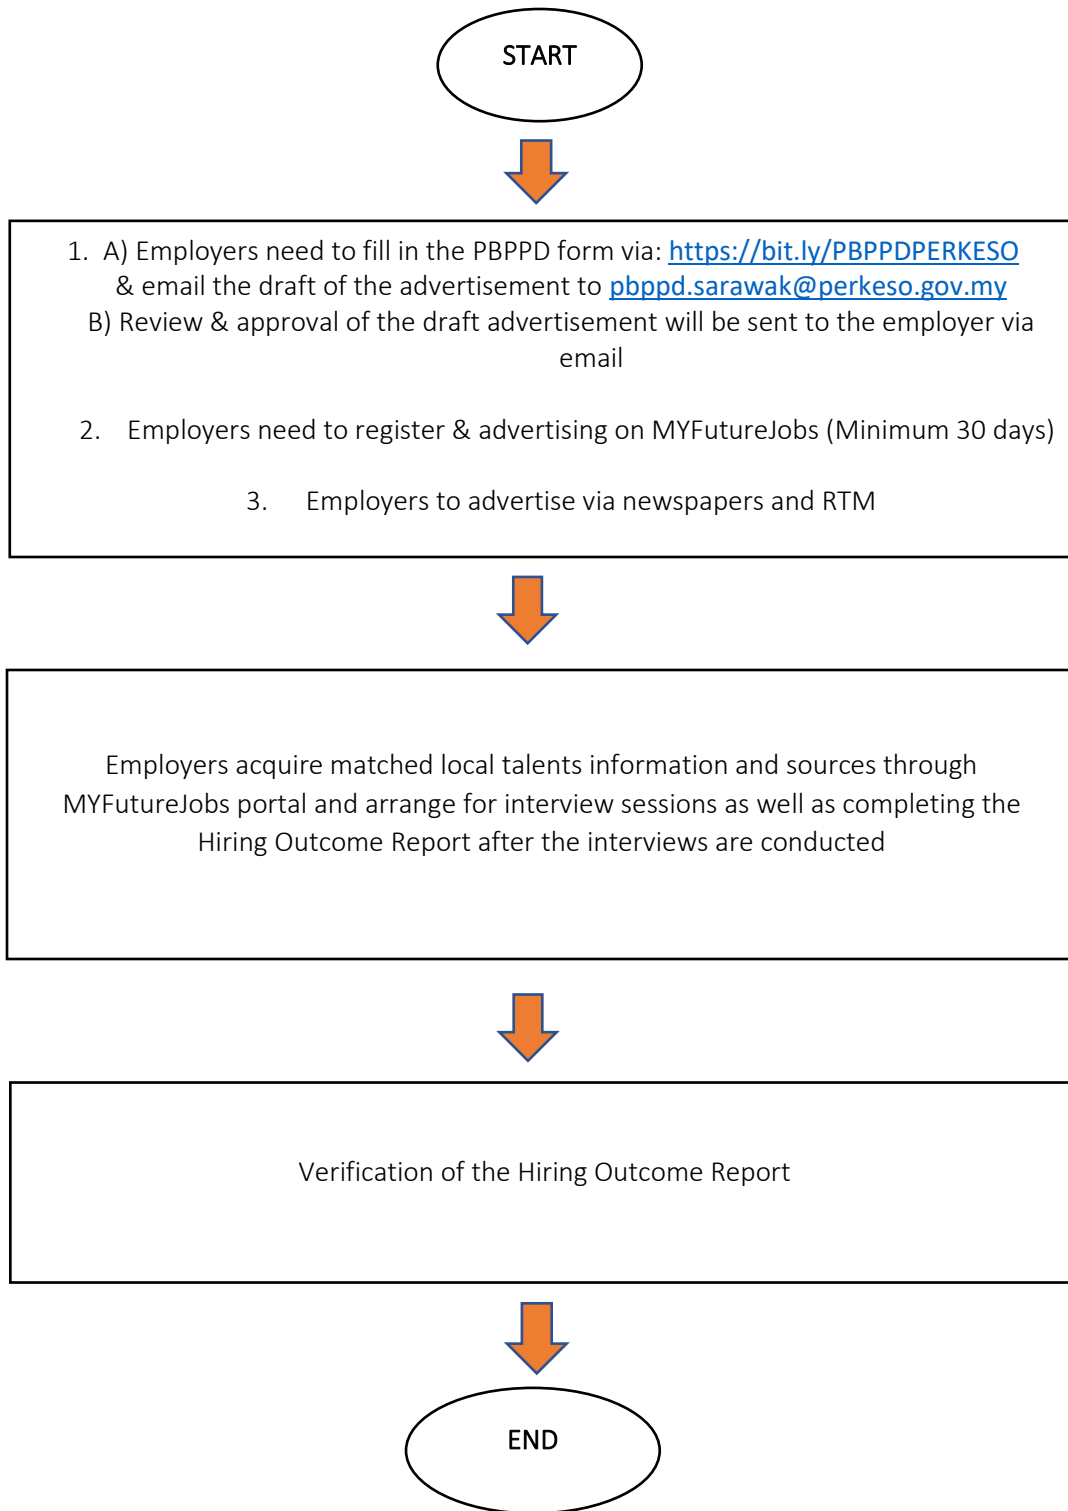 START
1. A) Employers need to fill in the PBPPD form via: https://bit.ly/PBPPDPERKESO
& email the draft of the advertisement to pbppd.sarawak@perkeso.gov.my
B) Review & approval of the draft advertisement will be sent to the employer via
email
2. Employers need to register & advertising on MYFutureJobs (Minimum 30 days)
3. Employers to advertise via newspapers and RTM
Employers acquire matched local talents information and sources through
MYFutureJobs portal and arrange for interview sessions as well as completing the
Hiring Outcome Report after the interviews are conducted
Verification of the Hiring Outcome Report
END